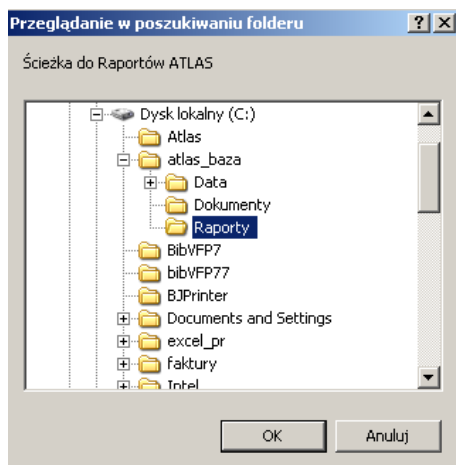 Przeglądanie w poszukiwaniu folderu
Ścieżka do Raportów ATLAS
Dysk lokalny (C:)
Atlas
atlas_baza
Data
Dokumenty
Raporty
BibVFP7
bibVFP77
BJPrinter
Documents and Settings
excel_pr
faktury
Intel
OK Anuluj